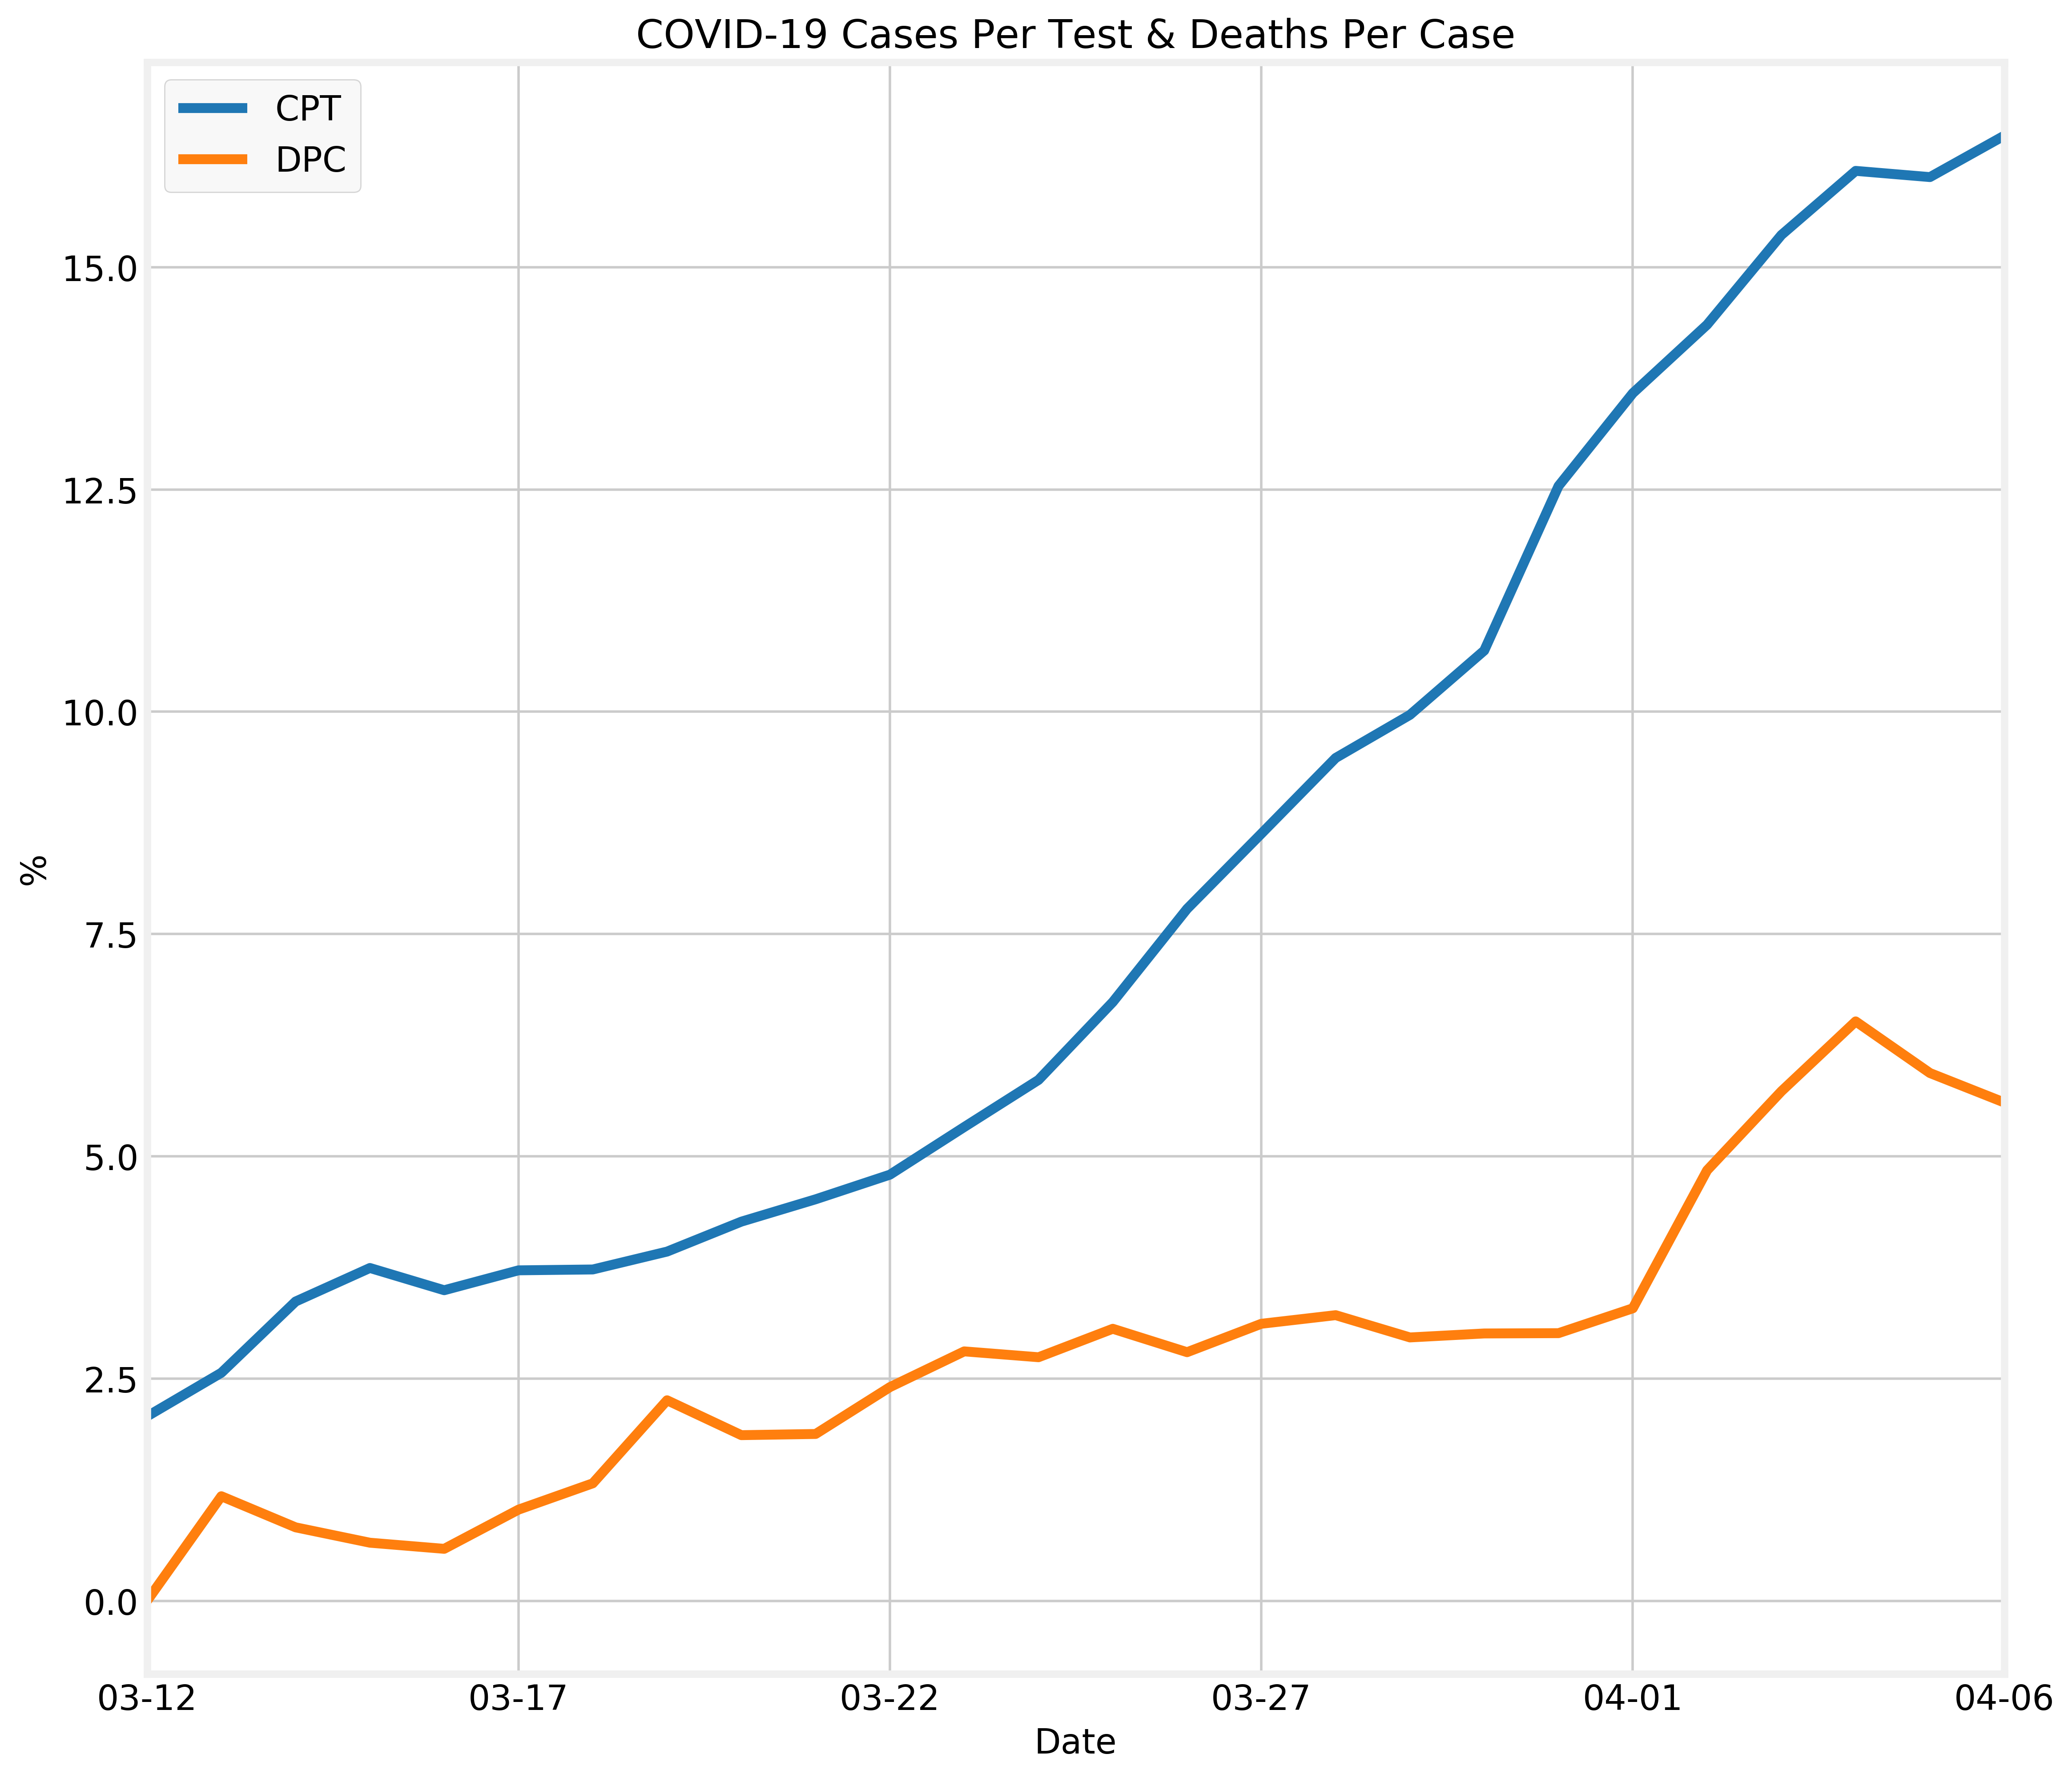 COVID-19 Cases Per Test & Deaths Per Case
CPT
DPC
15.0
12.5
10.0
7.5
5.0
2.5
0.0
%
03-12 03-17 03-22 03-27 04-01 04-06
Date